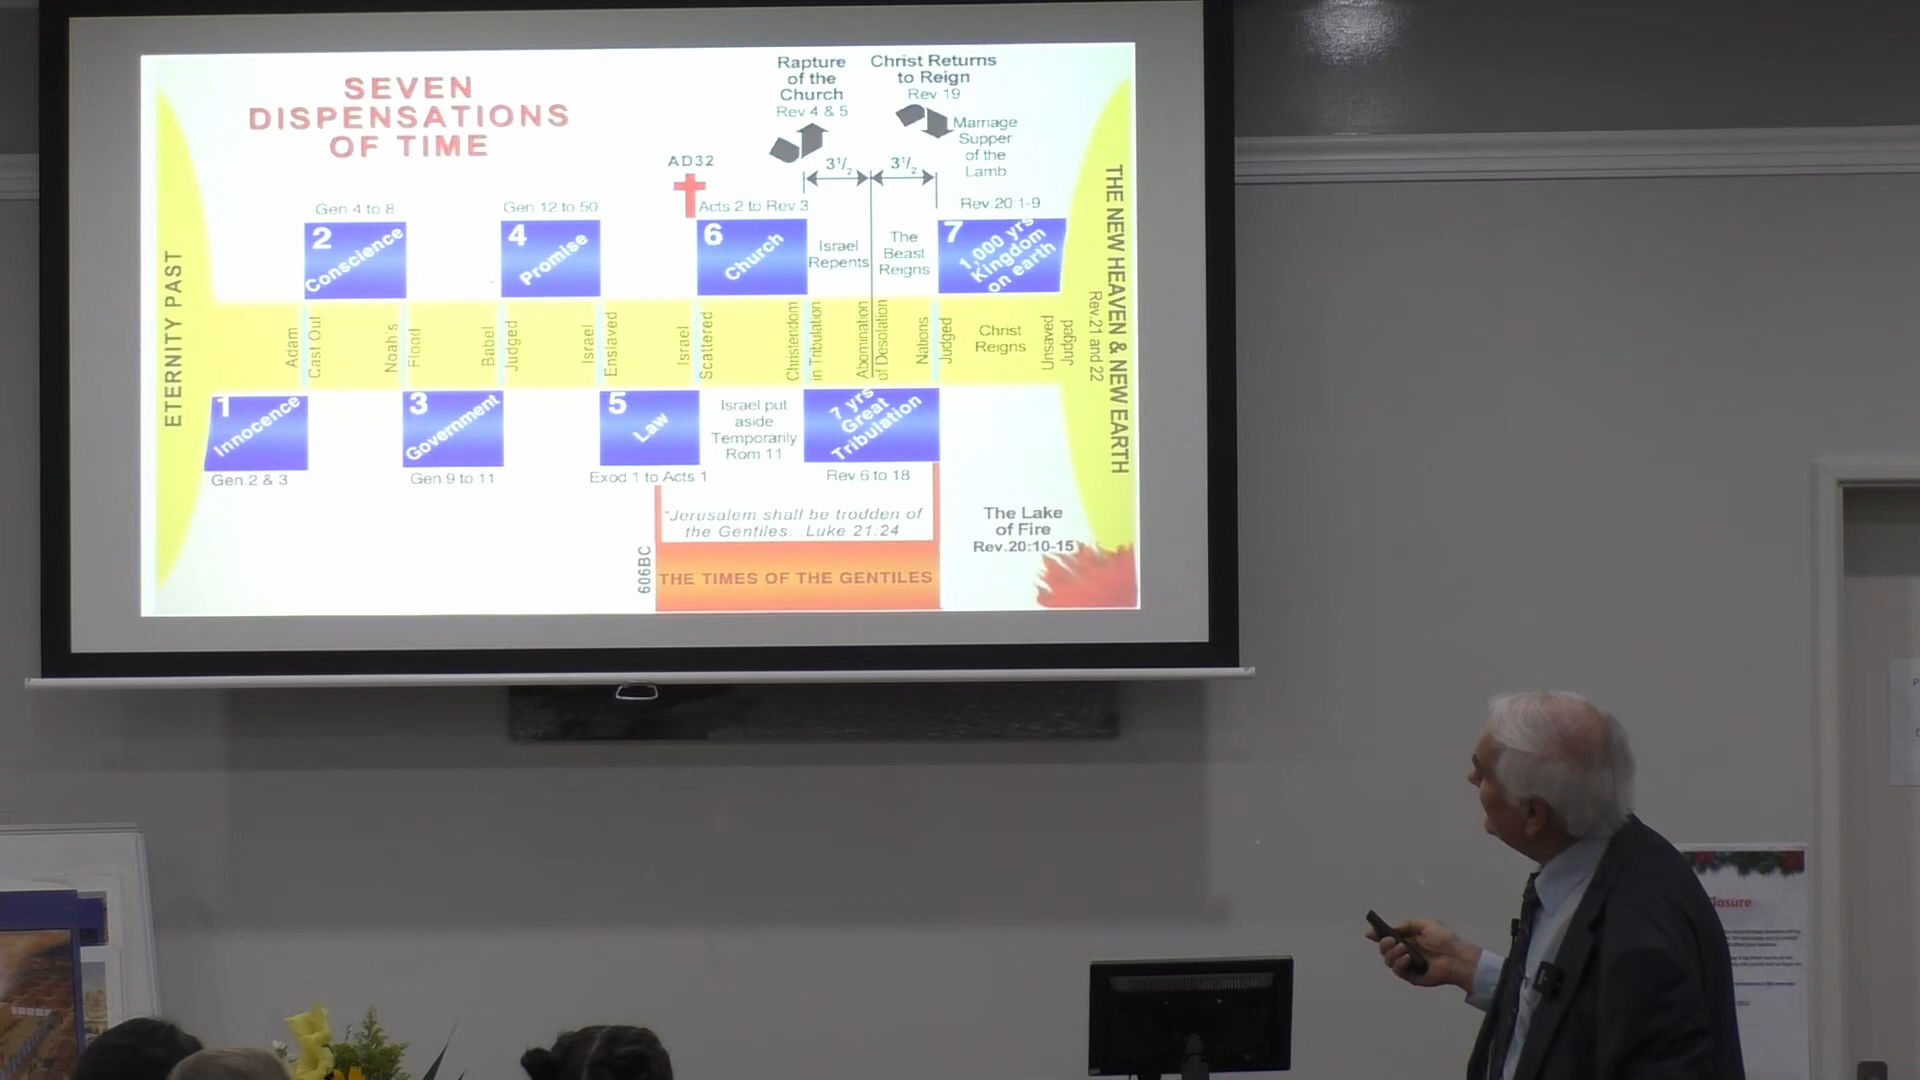 SEVEN
DISPENSATIONS
OF TIME
Rapture
of the
Church
Rev 4 & 5
Christ Returns
to Reign
Rev 19
Marriage
Supper
of the
Lamb
AD32
3½
3½
Gen 4 to 8
Gen 12 to 50
Acts 2 to Rev 3
Rev.20:1-9
2
Conscience
4
Promise
6
Church
Israel
Repents
The
Beast
Reigns
7
1,000 yrs
Kingdom
on earth
ETERNITY PAST
Adam
Cast Out
Noah's
Flood
Babel
Judged
Israel
Enslaved
Israel
Scattered
Christendom
in Tribulation
Abomination
of Desolation
Nations
Judged
Christ
Reigns
Unsaved
Judged
THE NEW HEAVEN & NEW EARTH
Rev.21 and 22
1
Innocence
3
Government
5
Law
Israel put
aside
Temporarily
Rom 11
7 yrs
Great
Tribulation
Gen.2 & 3
Gen.9 to 11
Exod 1 to Acts 1
Rev 6 to 18
"Jerusalem shall be trodden of
the Gentiles...Luke 21:24
606BC
THE TIMES OF THE GENTILES
The Lake
of Fire
Rev.20:10-15